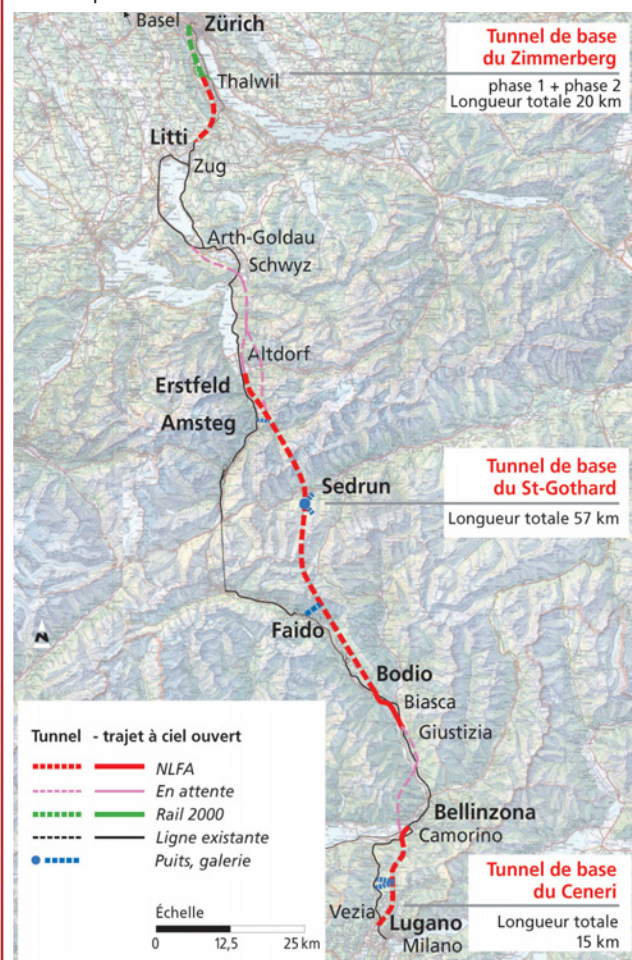 Basel
Zürich
Tunnel de base
du Zimmerberg
phase 1 + phase 2
Longueur totale 20 km
Thalwil
Litti
Zug
Arth-Goldau
Schwyz
Altdorf
Erstfeld
Amsteg
Sedrun
Tunnel de base
du St-Gothard
Longueur totale 57 km
N
Faido
Bodio
Biasca
Giustizia
Bellinzona
Camorino
Tunnel de base
du Ceneri
Longueur totale
15 km
Vezia
Lugano
Milano
Tunnel - trajet à ciel ouvert
NLFA
En attente
Rail 2000
Ligne existante
Puits, galerie
Échelle
0 12,5 25 km